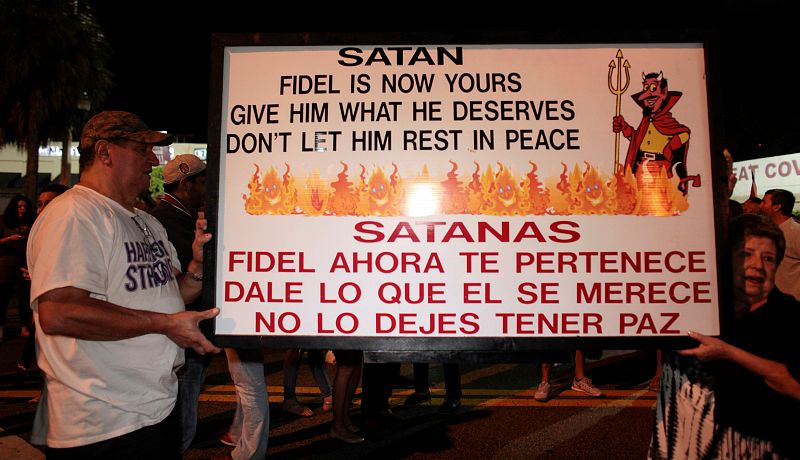 SATAN
FIDEL IS NOW YOURS
GIVE HIM WHAT HE DESERVES
DON'T LET HIM REST IN PEACE
SATANAS
FIDEL AHORA TE PERTENECE
DALE LO QUE EL SE MERECE
NO LO DEJES TENER PAZ
STRONG